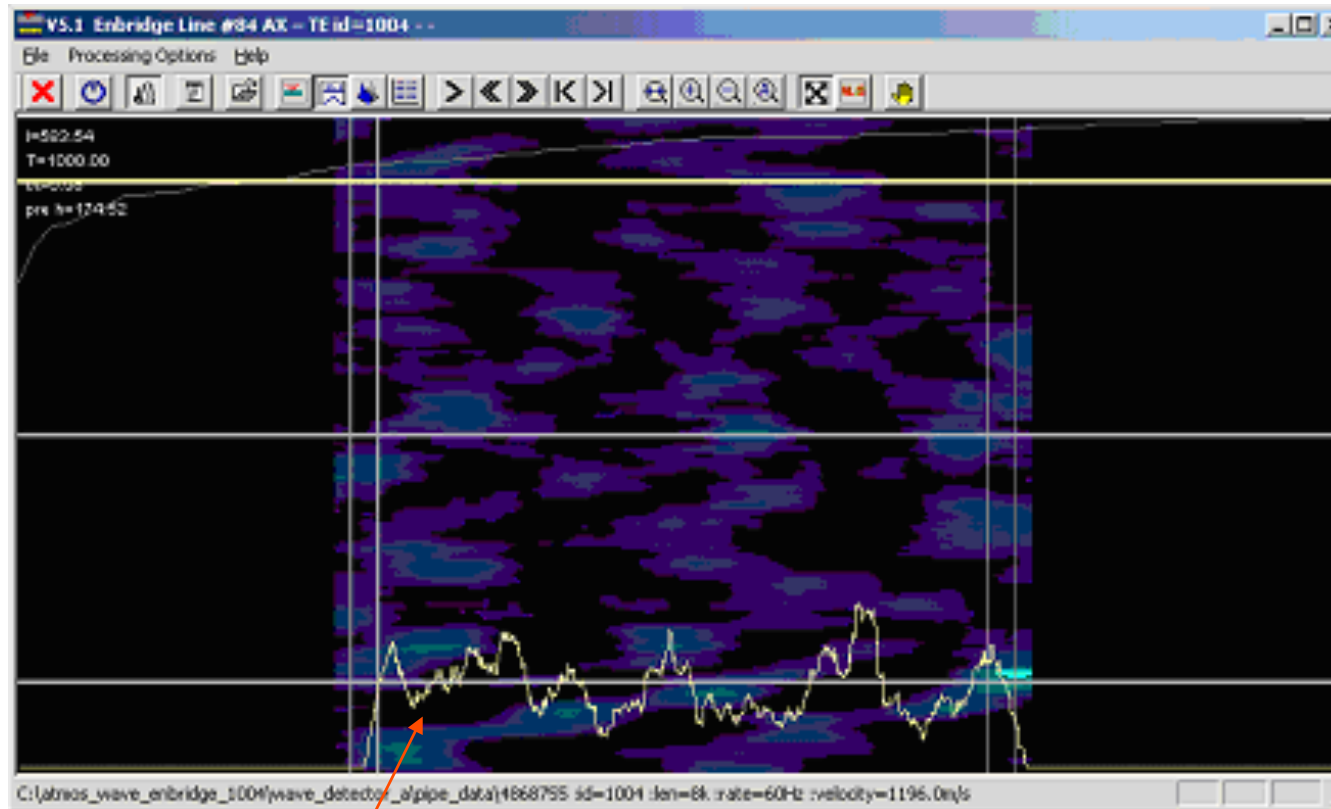 V5.1 Enbridge Line #84 AX -- TE id=1004 - -
File Processing Options Help
T=1000.00
C:\atmos_wave_enbridge_1004\wave_detector_a\pipe_data\4868755 :id=1004 :len=8k :rate=60Hz :velocity=1196.0m/s